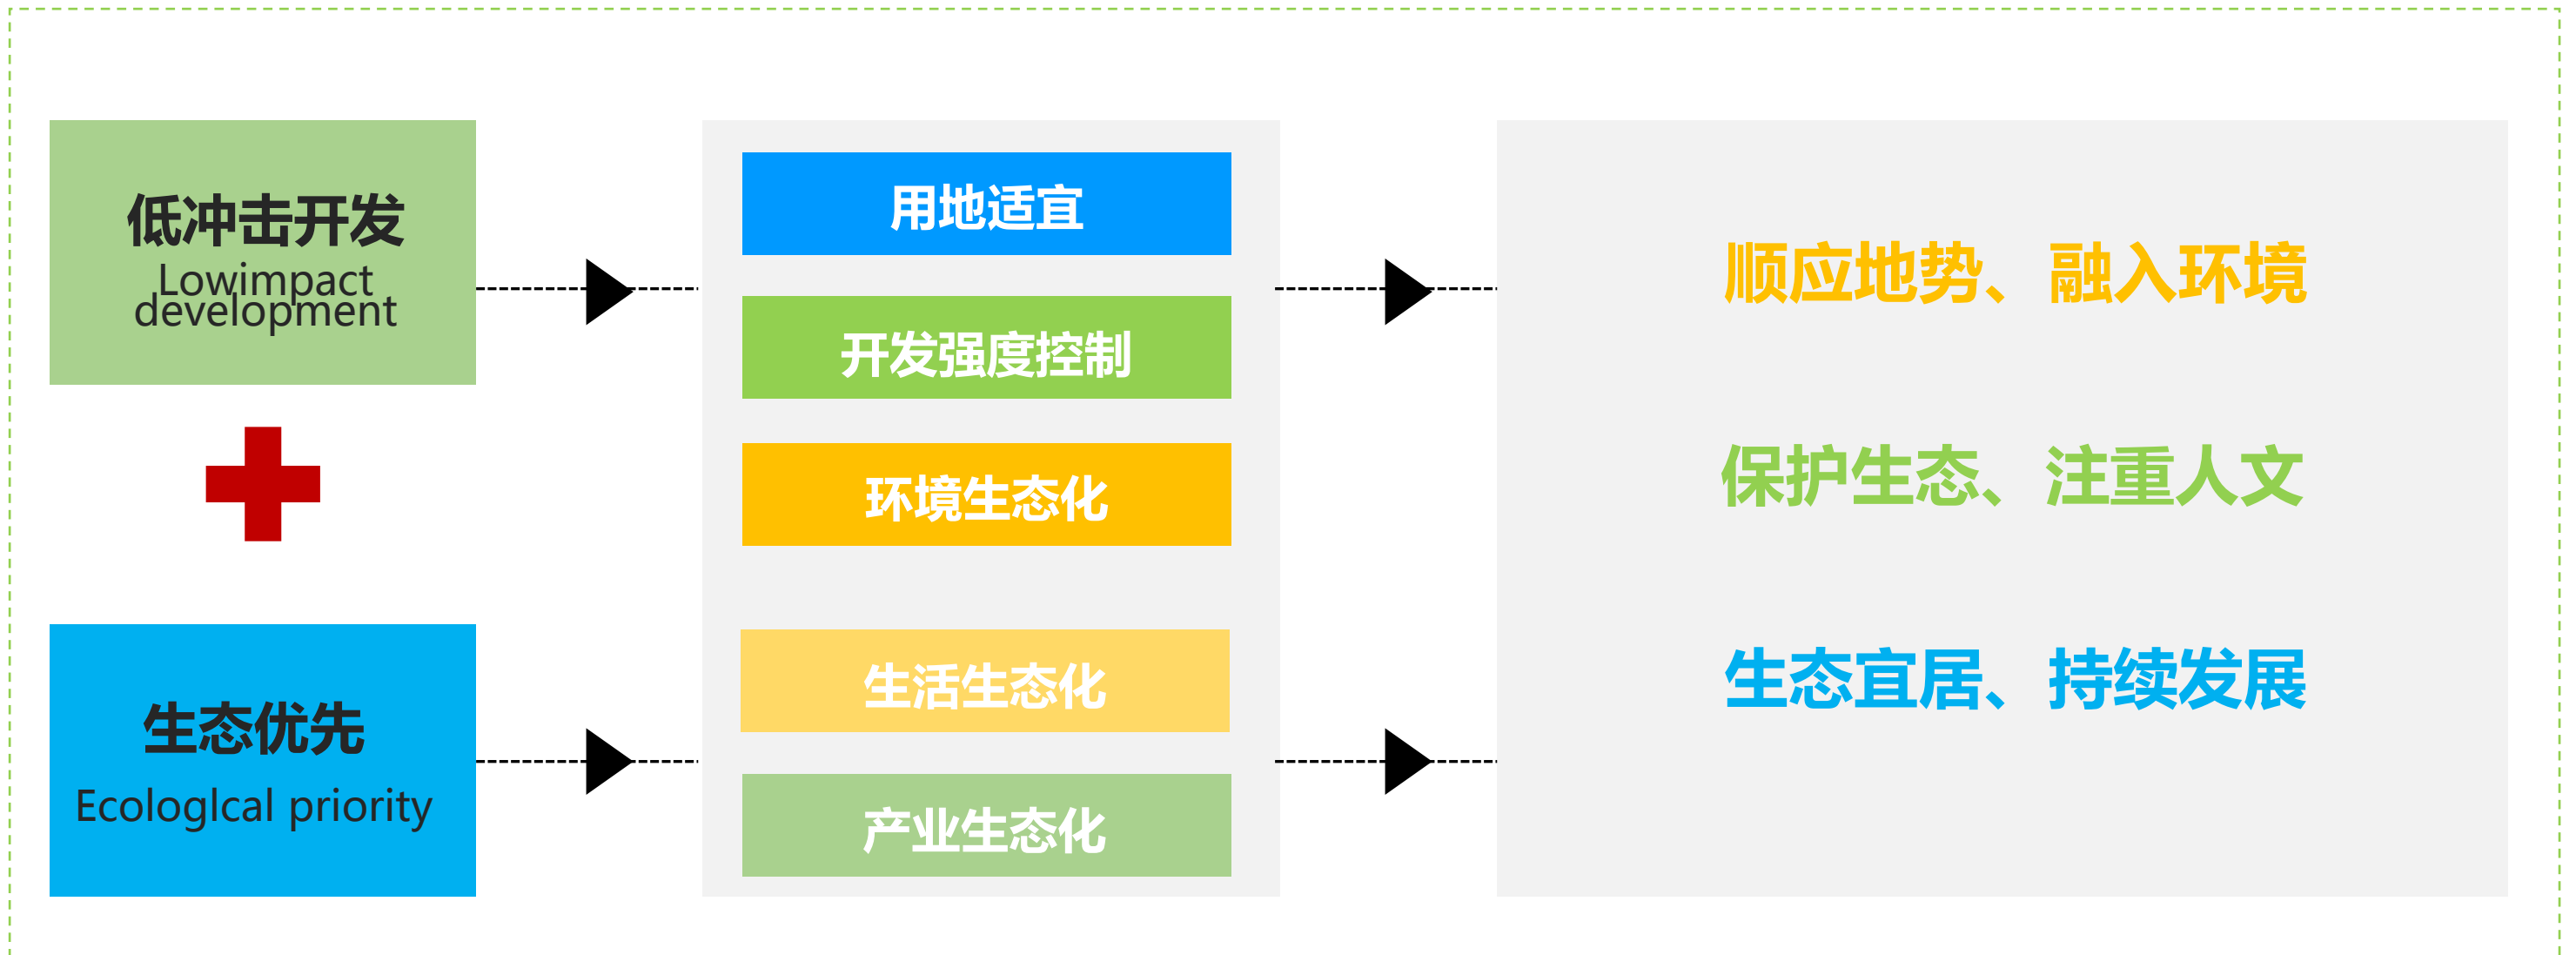 低冲击开发
Lowimpact
development
生态优先
Ecologlcal priority
用地适宜
开发强度控制
环境生态化
生活生态化
产业生态化
顺应地势、融入环境
保护生态、注重人文
生态宜居、持续发展